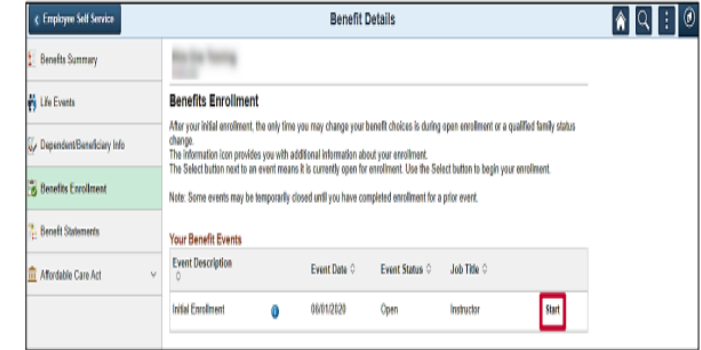 Employee Self Service
Benefit Details
Benefits Summary
Life Events
Dependent/Beneficiary Info
Benefits Enrollment
Benefit Statements
Affordable Care Act
Benefits Enrollment
After your initial enrollment, the only time you may change your benefit choices is during open enrollment or a qualified family status
change.
The information icon provides you with additional information about your enrollment.
The Select button next to an event means it is currently open for enrollment. Use the Select button to begin your enrollment.
Note: Some events may be temporarily closed until you have completed enrollment for a prior event.
Your Benefit Events
Event Description Event Date Event Status Job Title
Initial Enrollment 06/01/2020 Open Instructor Start